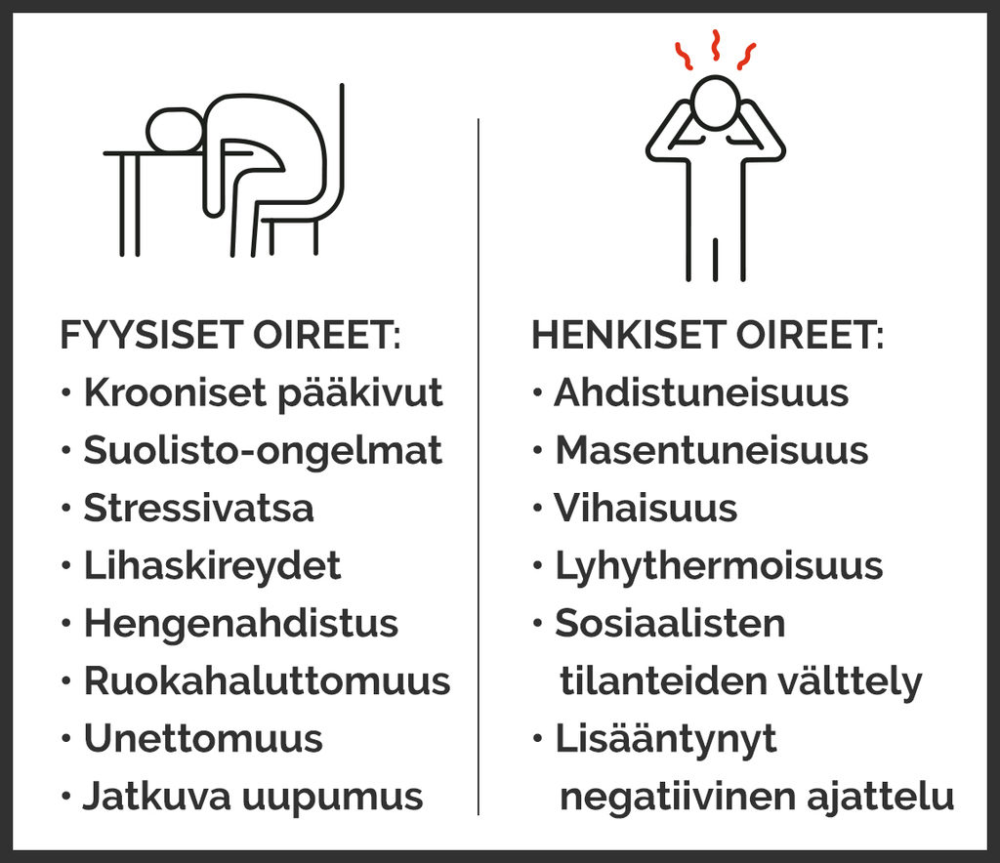 FYYSISET OIREET:
• Krooniset pääkivut
• Suolisto-ongelmat
• Stressivatsa
• Lihaskireydet
• Hengenahdistus
• Ruokahaluttomuus
• Unettomuus
• Jatkuva uupumus
HENKISET OIREET:
• Ahdistuneisuus
• Masentuneisuus
• Vihaisuus
• Lyhythermoisuus
• Sosiaalisten
tilanteiden välttely
• Lisääntynyt
negatiivinen ajattelu